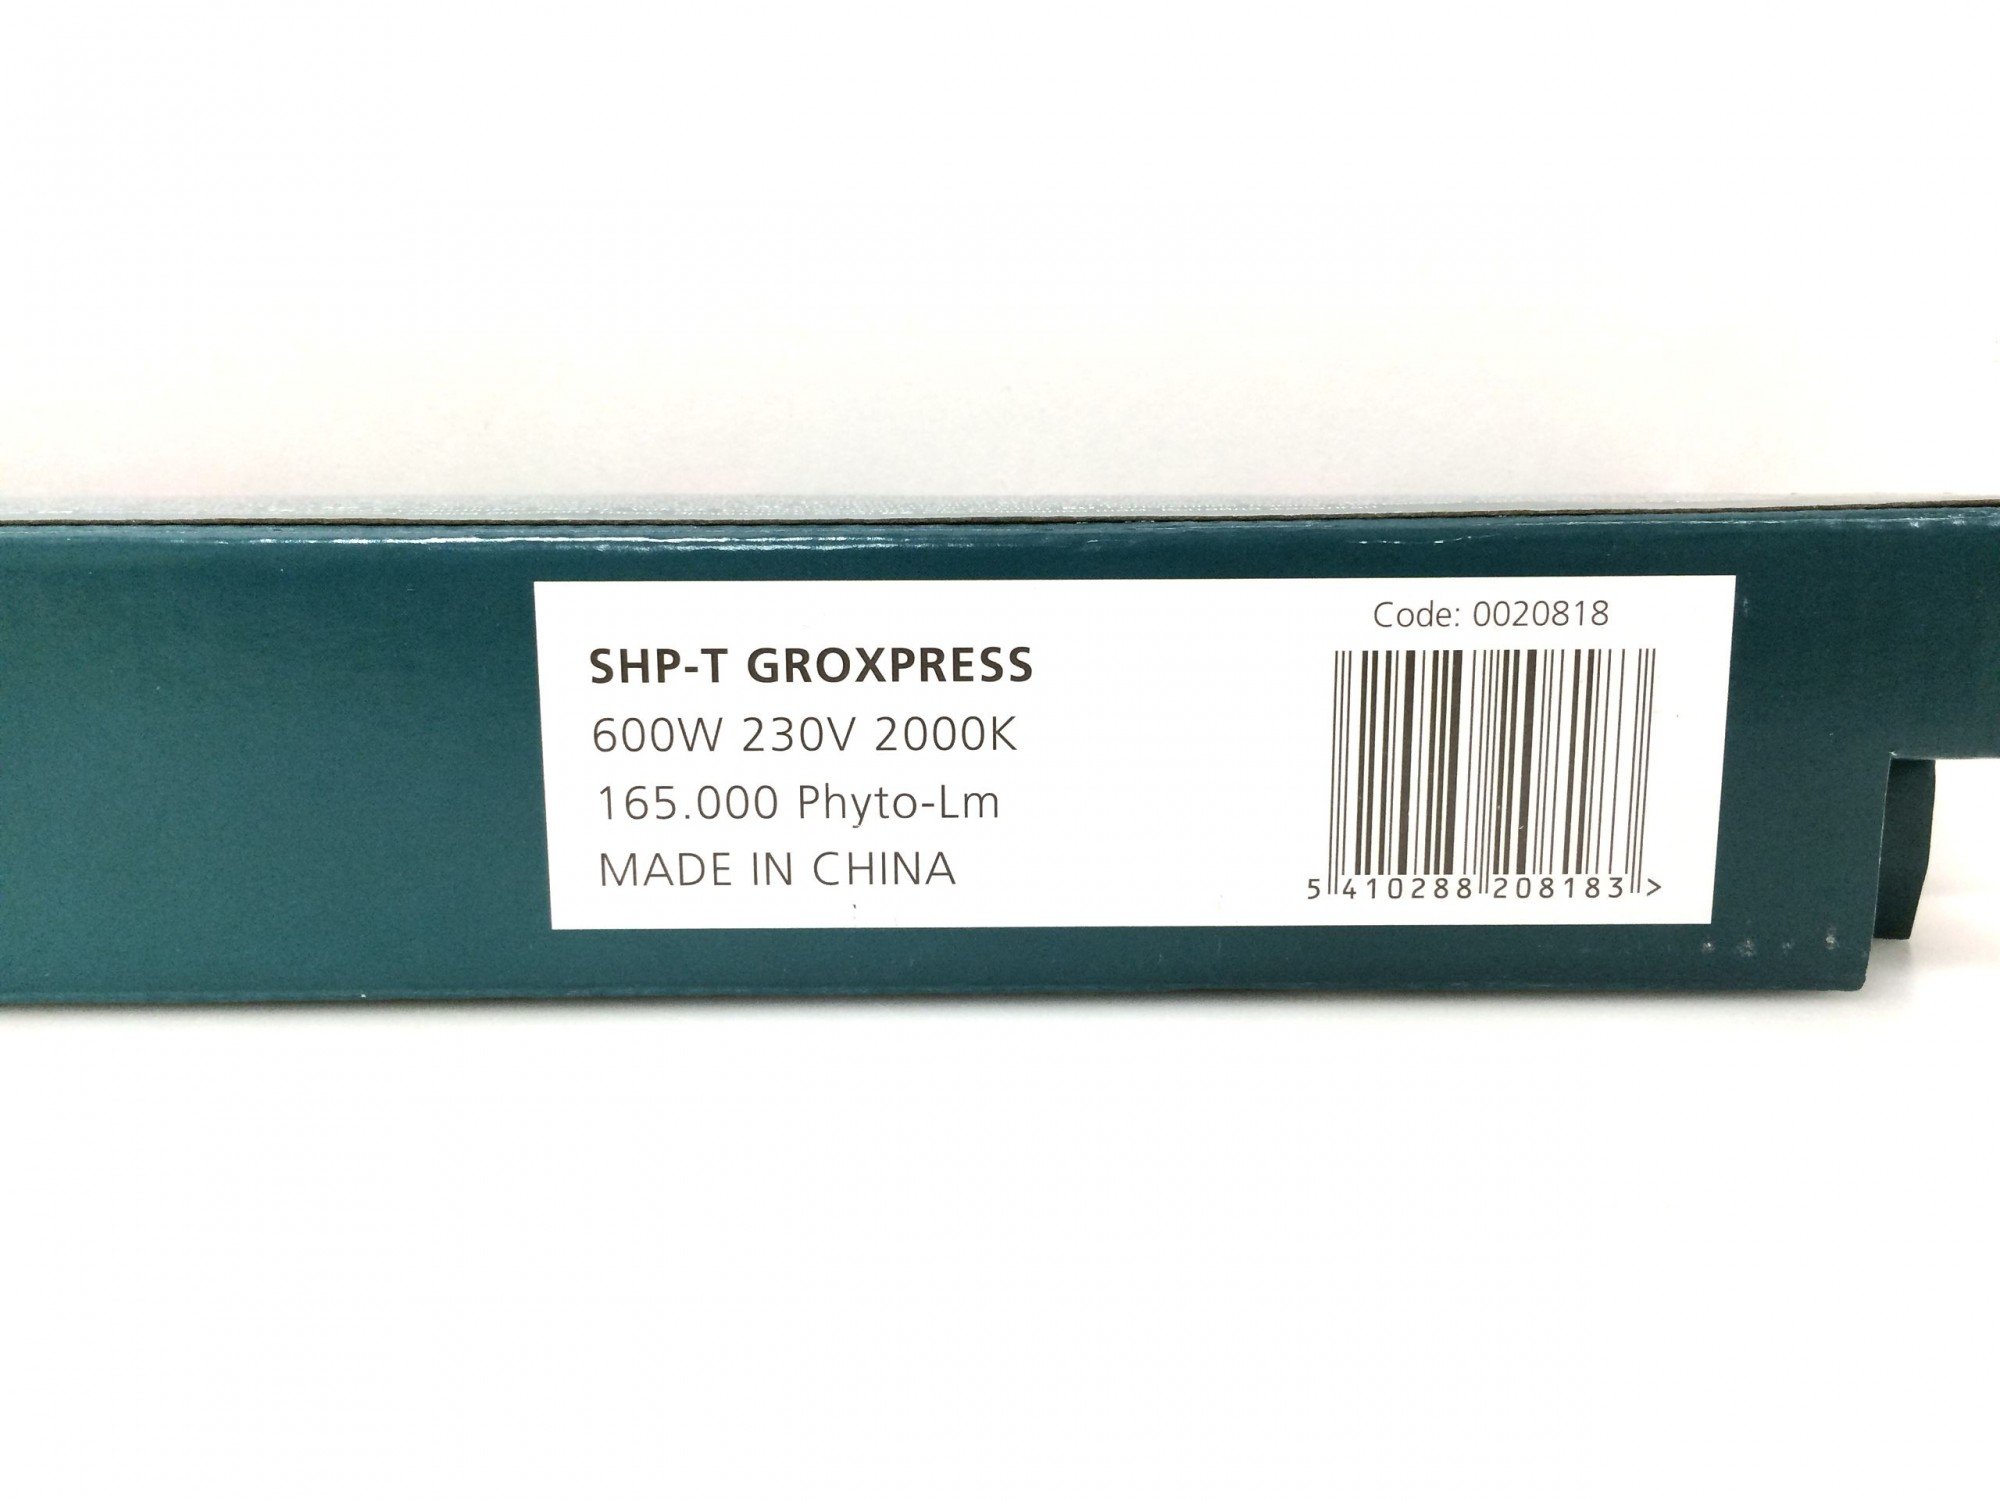 SHP-T GROXPRESS
600W 230V 2000K
165.000 Phyto-Lm
MADE IN CHINA
Code: 0020818
5 410288 208183 >